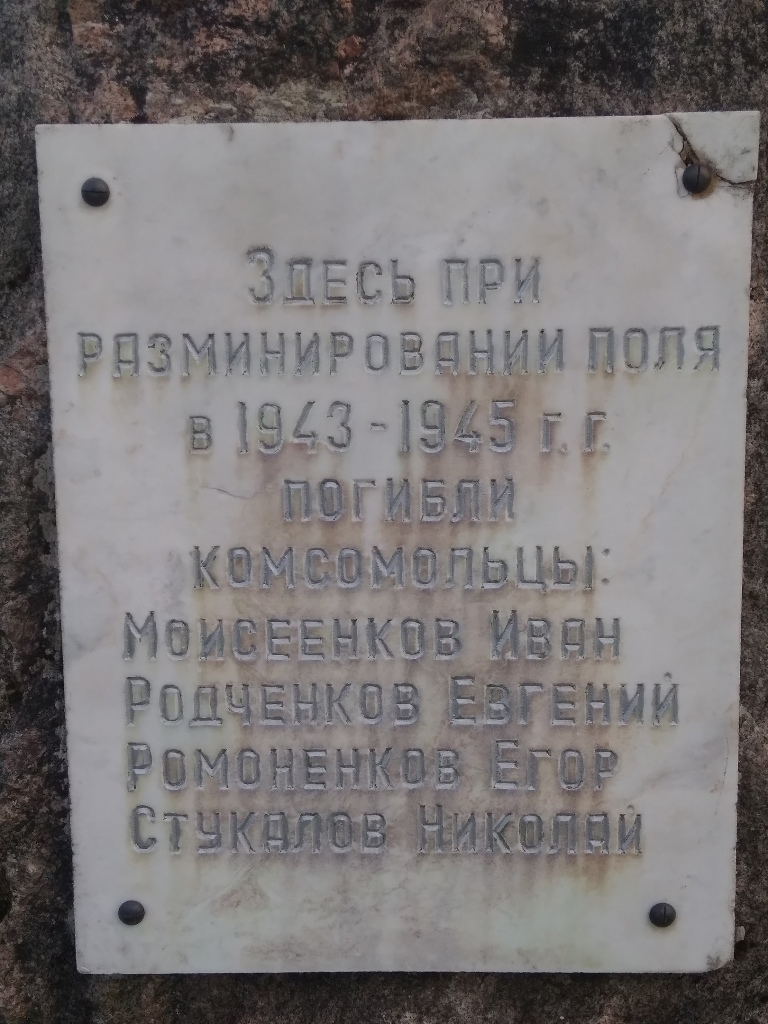 Здесь при
разминировании поля
в 1943-1945 г.г.
погибли
комсомольцы:
Моисеенков Иван
Родченков Евгений
Ромоненков Егор
Стукалов Николай